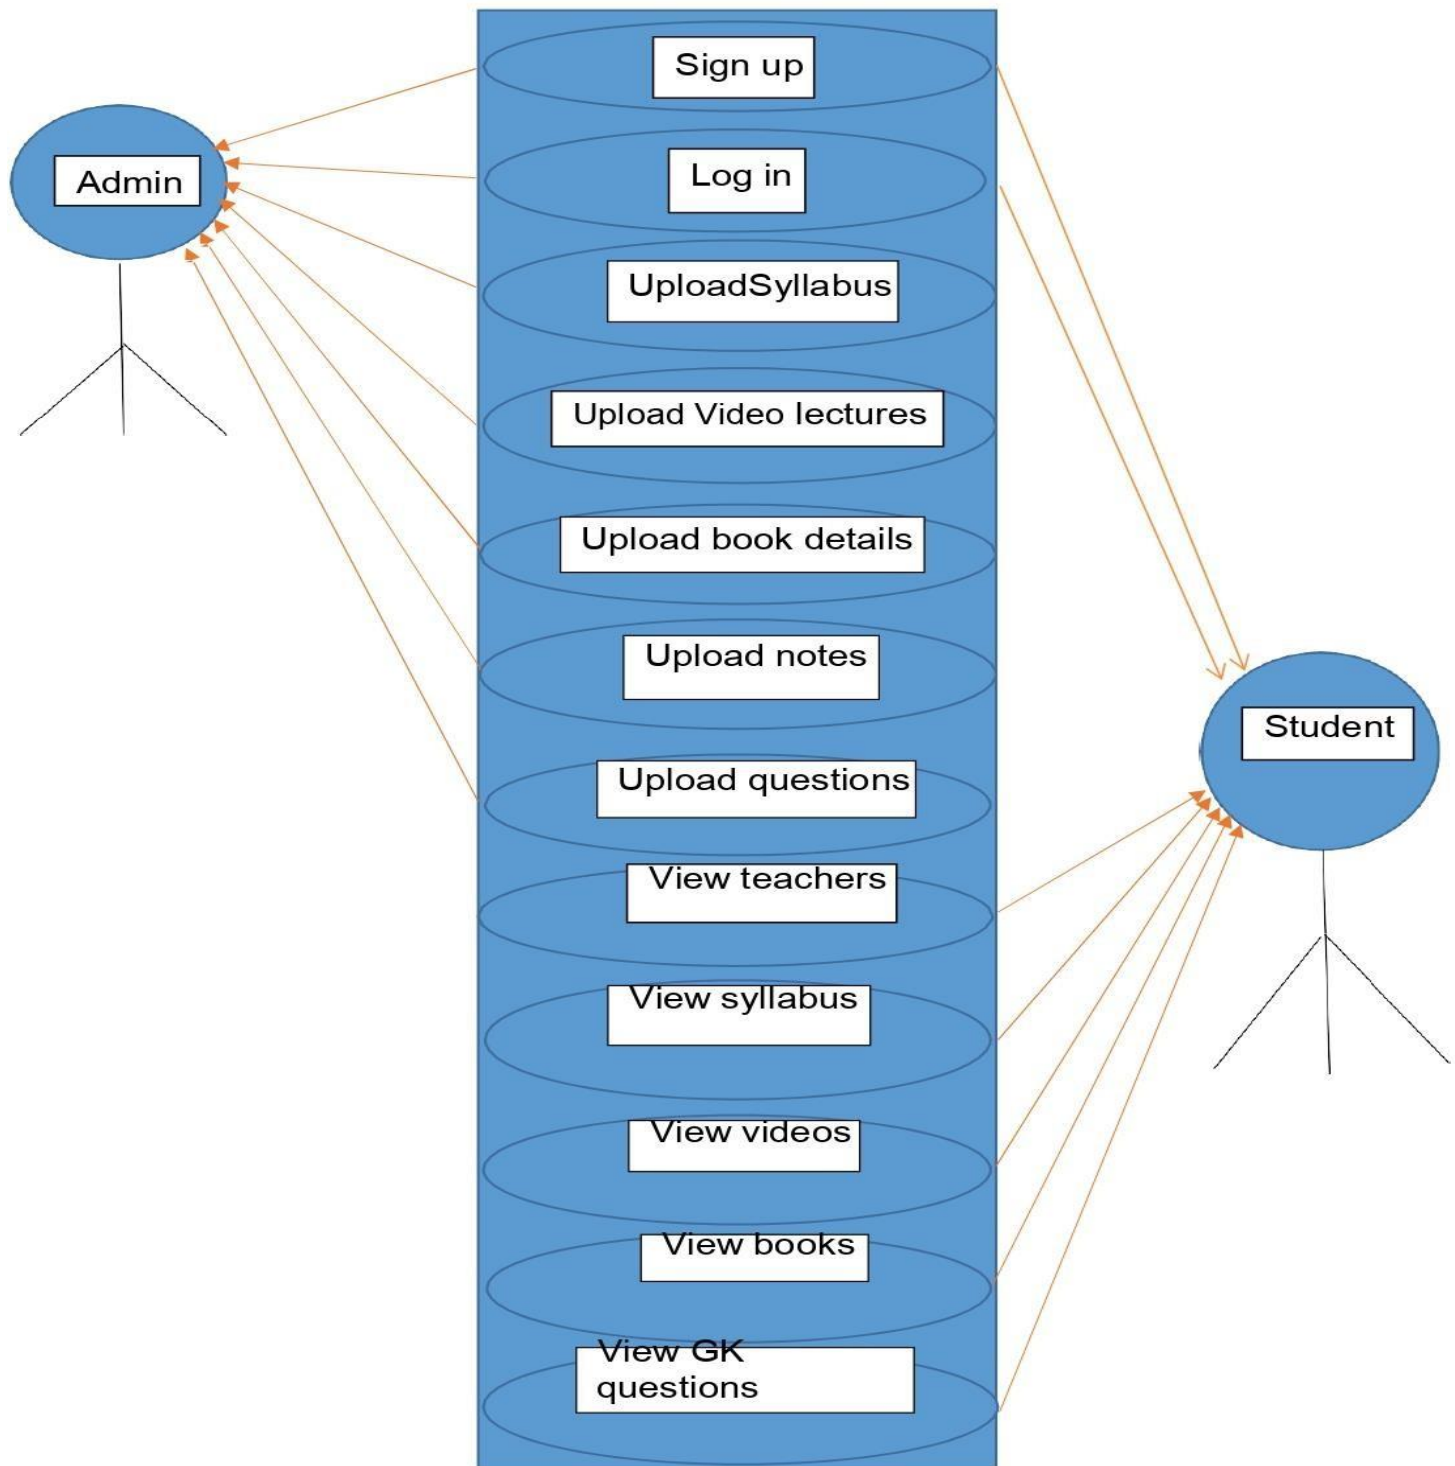 Sign up
Admin
Log in
UploadSyllabus
Upload Video lectures
Upload book details
Upload notes
Student
Upload questions
View teachers
View syllabus
View videos
View books
View GK
questions